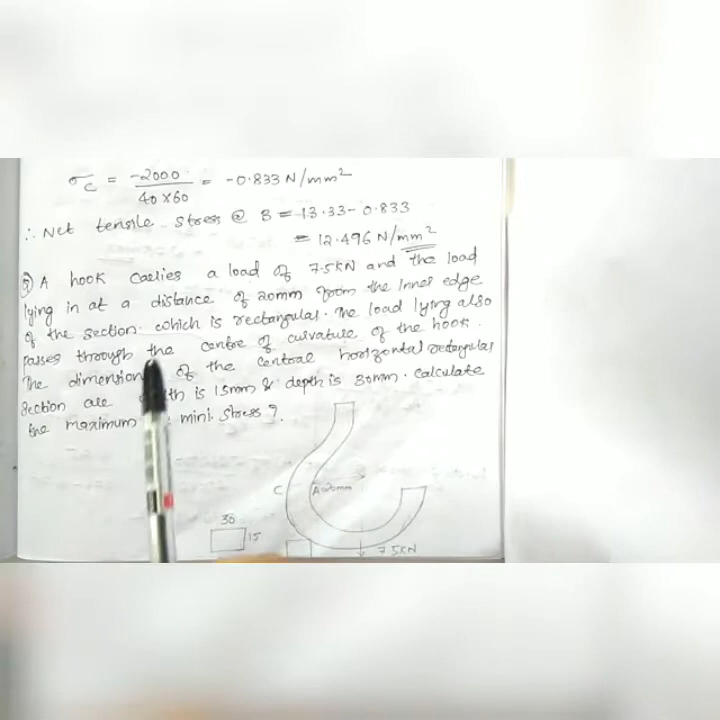 σc = -2000 / 40×60 = -0.833 N/mm²
∴ Net tensile stress @ B = 13.33 - 0.833
= 12.496 N/mm²
③ A hook carries a load of 7.5KN and the load
lying in at a distance of 20mm from the inner edge
of the section which is rectangular. The load lying also
passes through the centre of curvature of the hook.
The dimension of the central horizontal rectangular
section are is 15mm & depth is 30mm. calculate
the maximum mini. stress ?
C
A 20mm
30
15
7.5KN